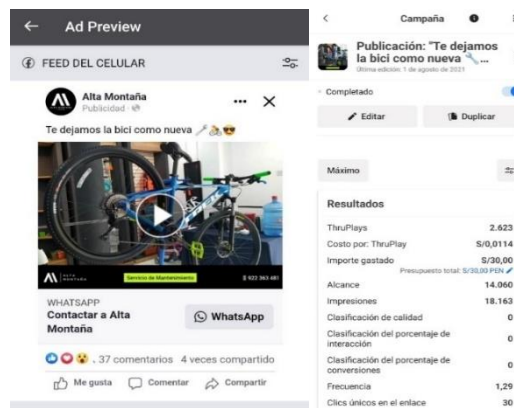 Ad Preview
FEED DEL CELULAR
Alta Montaña
Publicidad
Te dejamos la bici como nueva
ALTA
MONTAÑA
Servicio de Mantenimiento
922 363 481
WHATSAPP
Contactar a Alta
Montaña
WhatsApp
. 37 comentarios 4 veces compartido
Me gusta Comentar Compartir
Campaña
Publicación: "Te dejamos
la bici como nueva 🔧...
Última edición: 1 de agosto de 2021
Completado
Editar Duplicar
Máximo
Resultados
ThruPlays 2.623
Costo por: ThruPlay S/0,0114
Importe gastado S/30,00
Presupuesto total: S/30,00 PEN
Alcance 14.060
Impresiones 18.163
Clasificación de calidad 0
Clasificación del porcentaje de
interacción 0
Clasificación del porcentaje de
conversiones 0
Frecuencia 1,29
Clics únicos en el enlace 30